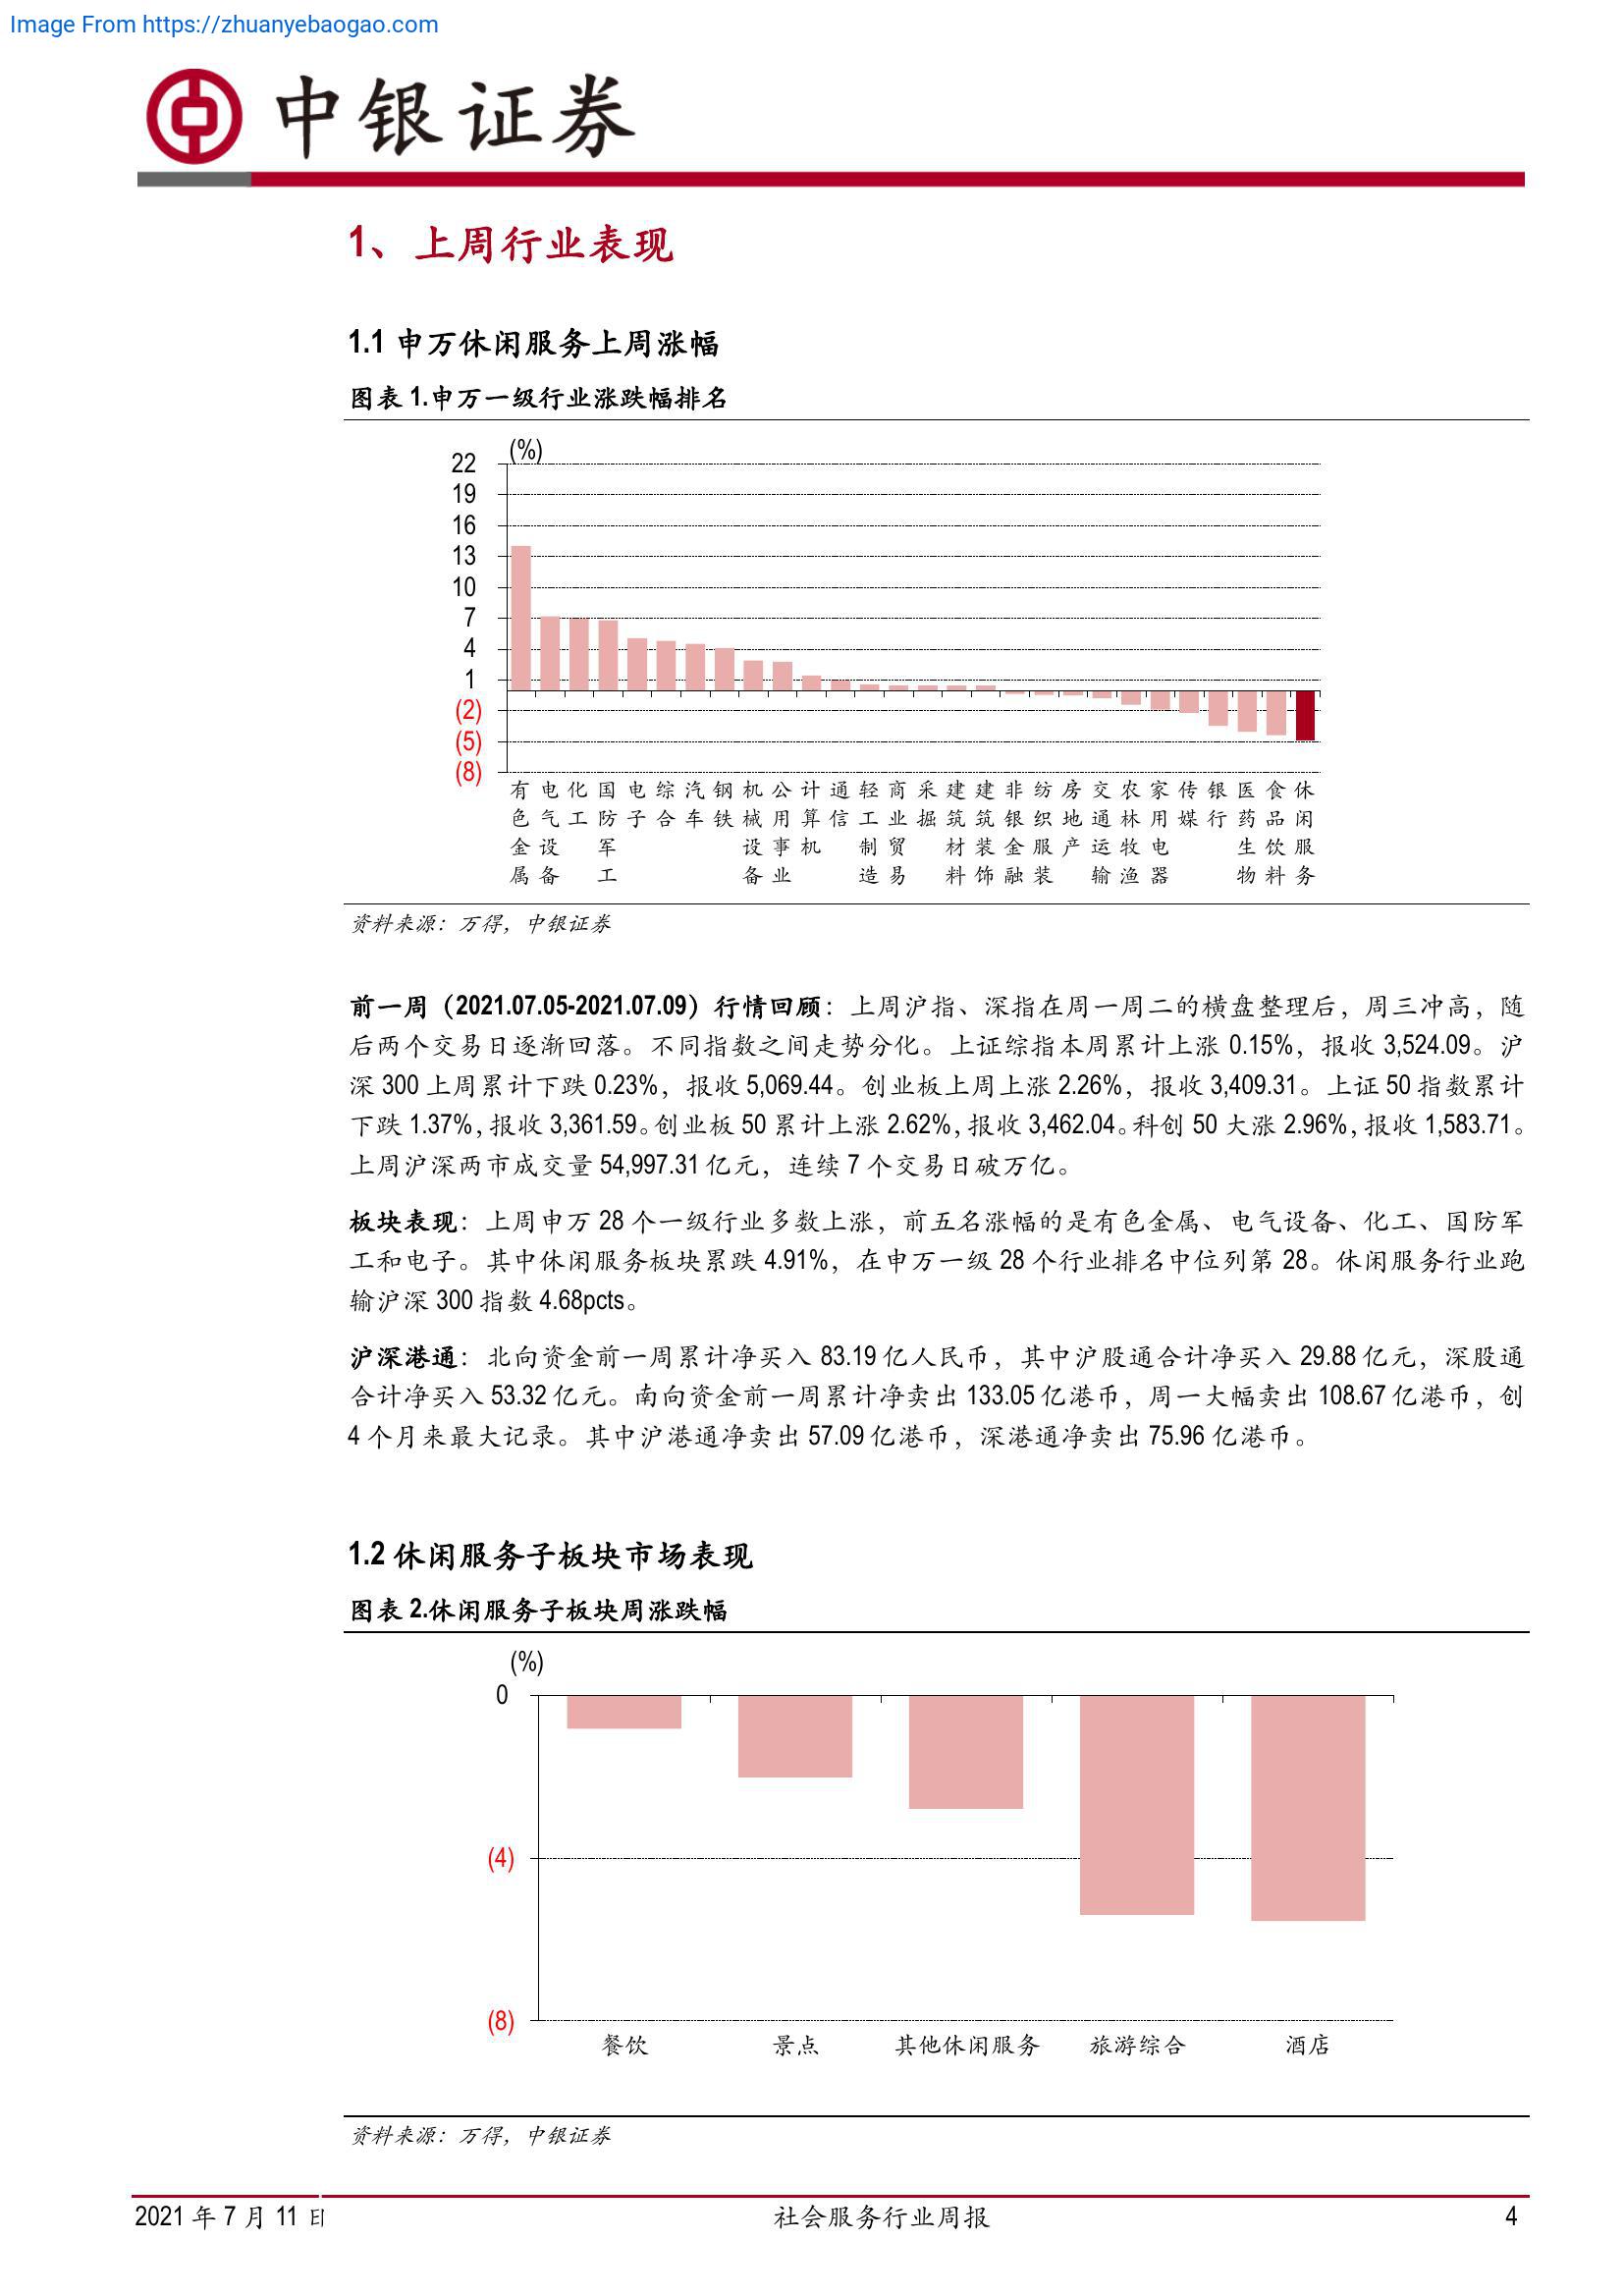 Image From https://zhuanyebaogao.com
中银证券
1、上周行业表现
1.1 申万休闲服务上周涨幅
图表 1.申万一级行业涨跌幅排名
(%)
22
19
16
13
10
7
4
1
(2)
(5)
(8)
有色金属
电气设备
化工
国防军工
电子
综合
汽车
钢铁
机械设备
公用事业
计算机
通信
轻工制造
商业贸易
采掘
建筑材料
建筑装饰
非银金融
纺织服装
房地产
交通运输
农林牧渔
家用电器
传媒
银行
医药生物
食品饮料
休闲服务
资料来源：万得，中银证券
前一周（2021.07.05-2021.07.09）行情回顾：上周沪指、深指在周一周二的横盘整理后，周三冲高，随
后两个交易日逐渐回落。不同指数之间走势分化。上证综指本周累计上涨 0.15%，报收 3,524.09。沪
深 300 上周累计下跌 0.23%，报收 5,069.44。创业板上周上涨 2.26%，报收 3,409.31。上证 50 指数累计
下跌 1.37%，报收 3,361.59。创业板 50 累计上涨 2.62%，报收 3,462.04。科创 50 大涨 2.96%，报收 1,583.71。
上周沪深两市成交量 54,997.31 亿元，连续 7 个交易日破万亿。
板块表现：上周申万 28 个一级行业多数上涨，前五名涨幅的是有色金属、电气设备、化工、国防军
工和电子。其中休闲服务板块累跌 4.91%，在申万一级 28 个行业排名中位列第 28。休闲服务行业跑
输沪深 300 指数 4.68pcts。
沪深港通：北向资金前一周累计净买入 83.19 亿人民币，其中沪股通合计净买入 29.88 亿元，深股通
合计净买入 53.32 亿元。南向资金前一周累计净卖出 133.05 亿港币，周一大幅卖出 108.67 亿港币，创
4 个月来最大记录。其中沪港通净卖出 57.09 亿港币，深港通净卖出 75.96 亿港币。
1.2 休闲服务子板块市场表现
图表 2.休闲服务子板块周涨跌幅
(%)
0
(4)
(8)
餐饮
景点
其他休闲服务
旅游综合
酒店
资料来源：万得，中银证券
2021 年 7 月 11 日
社会服务行业周报
4